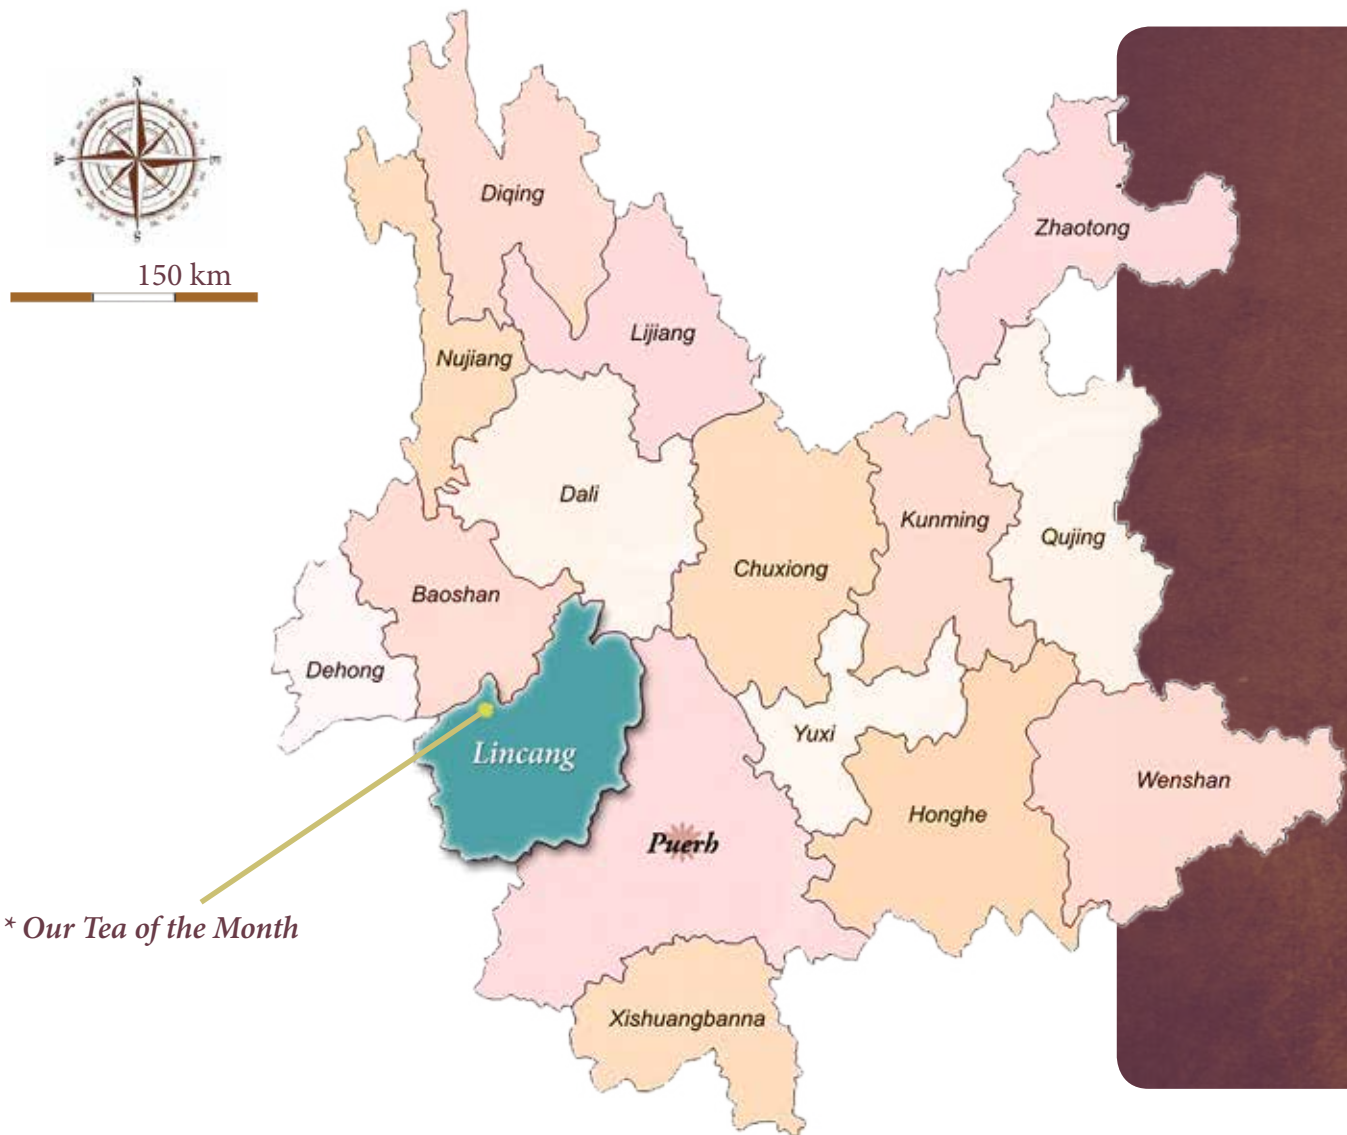 N
W
E
S
150 km
Diqing
Zhaotong
Lijiang
Nujiang
Dali
Kunming
Qujing
Chuxiong
Baoshan
Dehong
Yuxi
Lincang
Wenshan
Honghe
Puerh
* Our Tea of the Month
Xishuangbanna